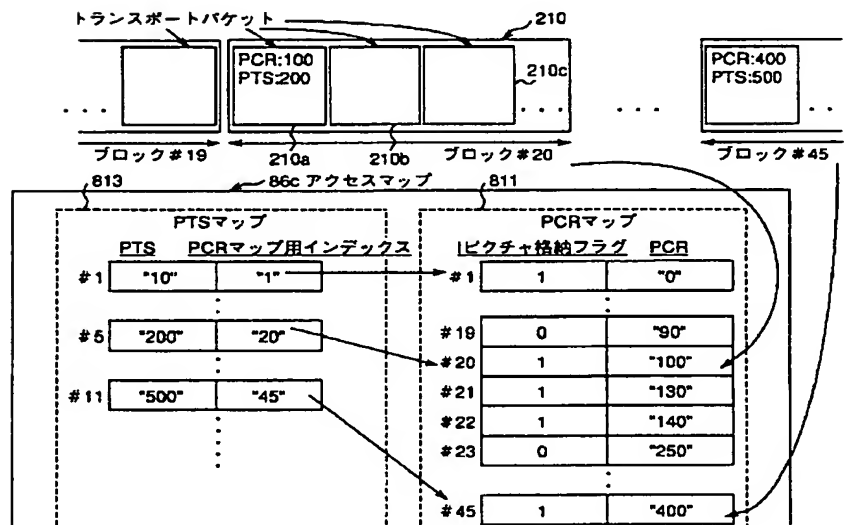 トランスポートパケット
210
PCR:100
PTS:200
210c
PCR:400
PTS:500
. . .
. . .
. . .
. .
ブロック#19
210a
210b
ブロック#20
ブロック#45
813
86c アクセスマップ
811
PTSマップ
PCRマップ
PTS PCRマップ用インデックス
Iピクチャ格納フラグ PCR
#1 "10" "1"
#1 1 "0"
#5 "200" "20"
#19 0 "90"
#20 1 "100"
#11 "500" "45"
#21 1 "130"
#22 1 "140"
#23 0 "250"
#45 1 "400"